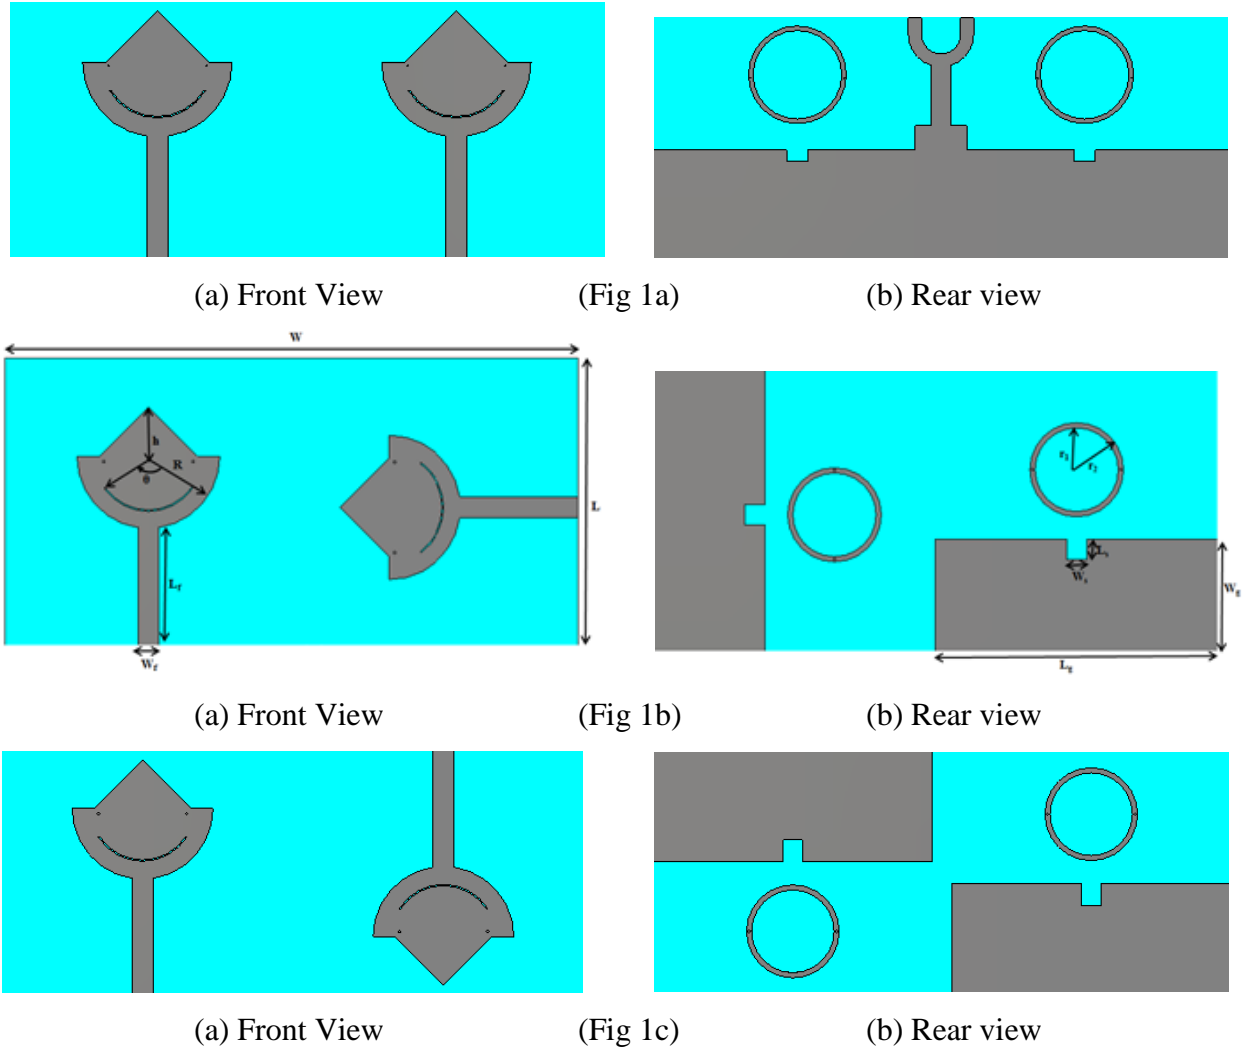 (a) Front View (Fig 1a) (b) Rear view
W
h
R
θ
L
Lf
Wf
r1
r2
Ls
Ws
Wg
Lg
(a) Front View (Fig 1b) (b) Rear view
(a) Front View (Fig 1c) (b) Rear view